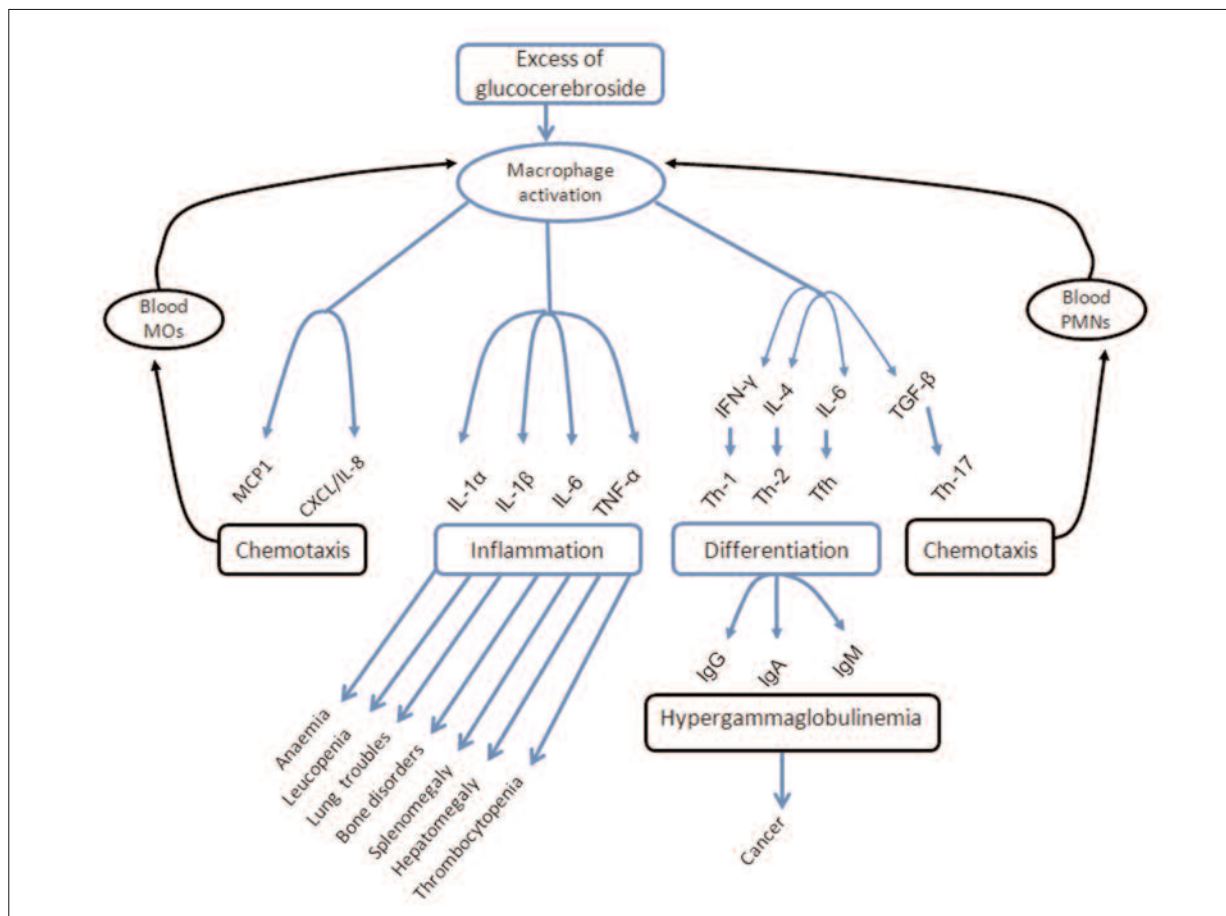 Excess of
glucocerebroside
Macrophage
activation
Blood
MOs
Blood
PMNs
IFN-γ
IL-4
IL-6
TGF-β
MCP1
CXCL/IL-8
IL-1α
IL-1β
IL-6
TNF-α
Th-1
Th-2
Tfh
Th-17
Chemotaxis
Inflammation
Differentiation
Chemotaxis
IgG
IgA
IgM
Hypergammaglobulinemia
Anaemia
Leucopenia
Lung troubles
Bone disorders
Splenomegaly
Hepatomegaly
Thrombocytopenia
Cancer